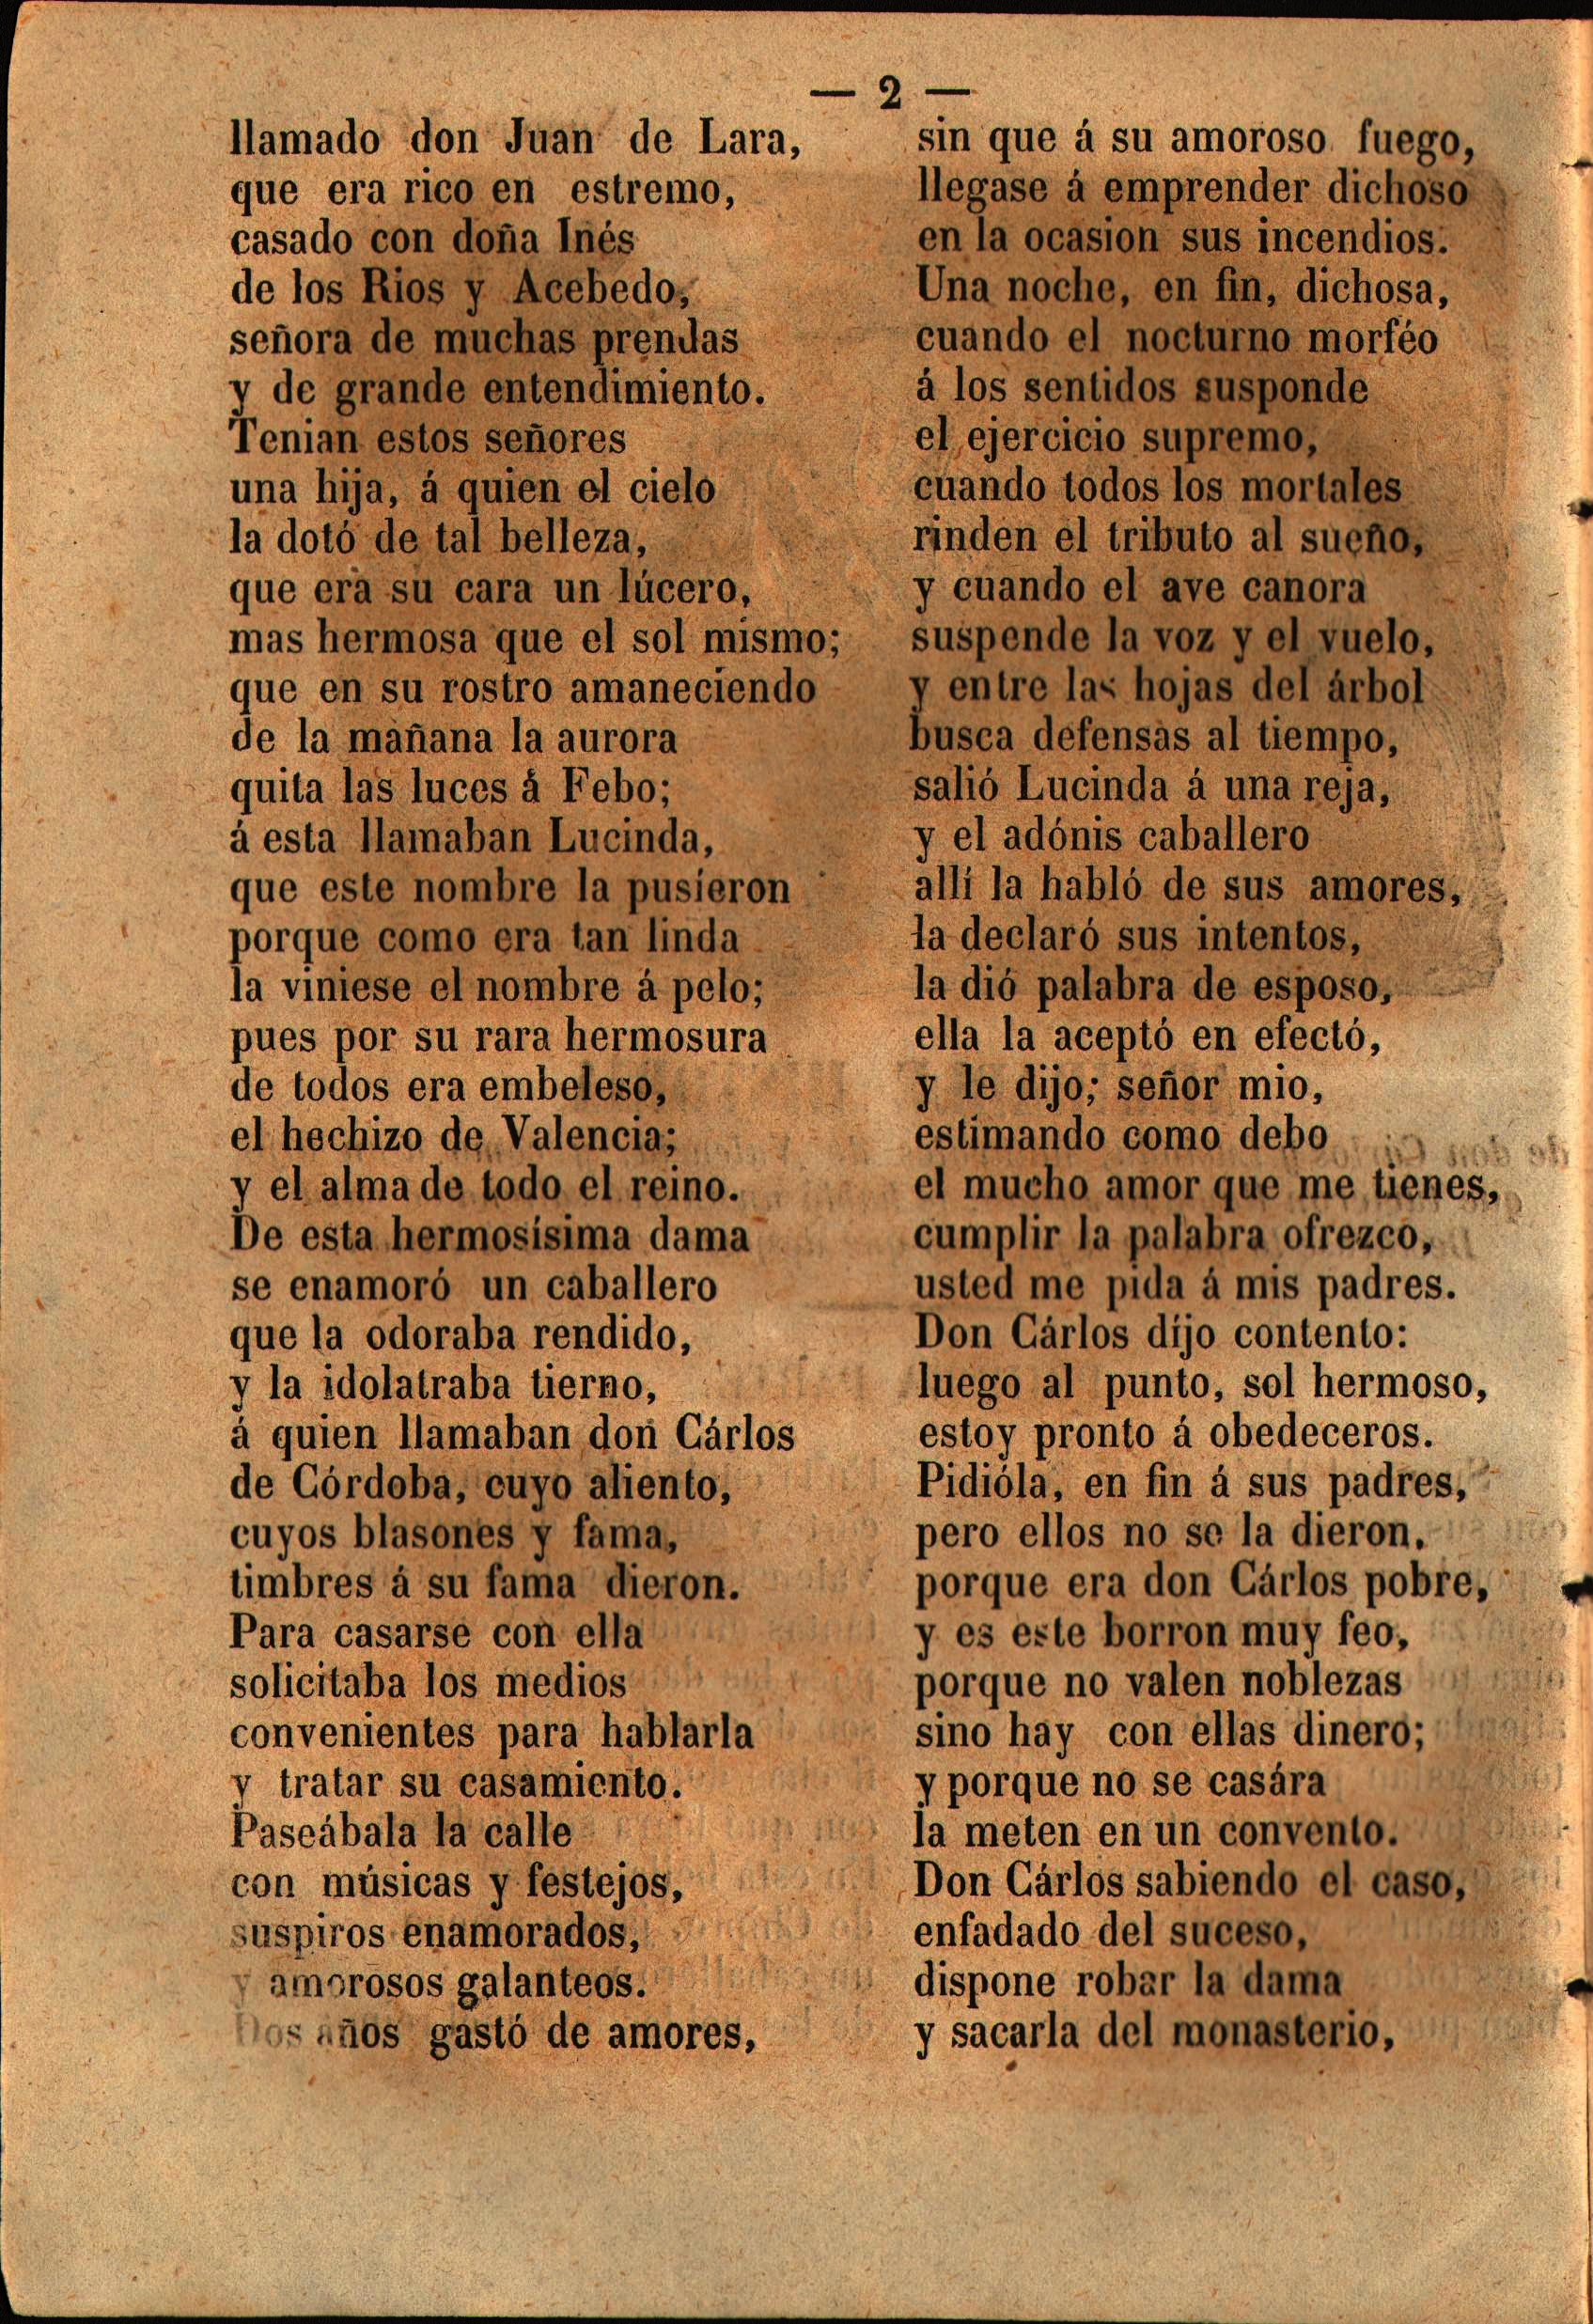 — 2 —
llamado don Juan de Lara,
que era rico en estremo,
casado con doña Inés
de los Rios y Acebedo,
señora de muchas prendas
y de grande entendimiento.
Tenian estos señores
una hija, á quien el cielo
la dotó de tal belleza,
que era su cara un lúcero,
mas hermosa que el sol mismo;
que en su rostro amaneciendo
de la mañana la aurora
quita las luces á Febo;
á esta llamaban Lucinda,
que este nombre la pusieron
porque como era tan linda
la viniese el nombre á pelo;
pues por su rara hermosura
de todos era embeleso,
el hechizo de Valencia;
y el alma de todo el reino.
De esta hermosísima dama
se enamoró un caballero
que la odoraba rendido,
y la idolatraba tierno,
á quien llamaban don Cárlos
de Córdoba, cuyo aliento,
cuyos blasones y fama,
timbres á su fama dieron.
Para casarse con ella
solicitaba los medios
convenientes para hablarla
y tratar su casamiento.
Paseábala la calle
con músicas y festejos,
suspiros enamorados,
y amorosos galanteos.
Dos años gastó de amores,
sin que á su amoroso fuego,
llegase á emprender dichoso
en la ocasion sus incendios.
Una noche, en fin, dichosa,
cuando el nocturno morféo
á los sentidos susponde
el ejercicio supremo,
cuando todos los mortales
rinden el tributo al sueño,
y cuando el ave canora
suspende la voz y el vuelo,
y entre las hojas del árbol
busca defensas al tiempo,
salió Lucinda á una reja,
y el adónis caballero
allí la habló de sus amores,
la declaró sus intentos,
la dió palabra de esposo,
ella la aceptó en efectó,
y le dijo; señor mio,
estimando como debo
el mucho amor que me tienes,
cumplir la palabra ofrezco,
usted me pida á mis padres.
Don Cárlos dijo contento:
luego al punto, sol hermoso,
estoy pronto á obedeceros.
Pidióla, en fin á sus padres,
pero ellos no se la dieron,
porque era don Cárlos pobre,
y es este borron muy feo,
porque no valen noblezas
sino hay con ellas dinero;
y porque no se casára
la meten en un convento.
Don Cárlos sabiendo el caso,
enfadado del suceso,
dispone robar la dama
y sacarla del monasterio,